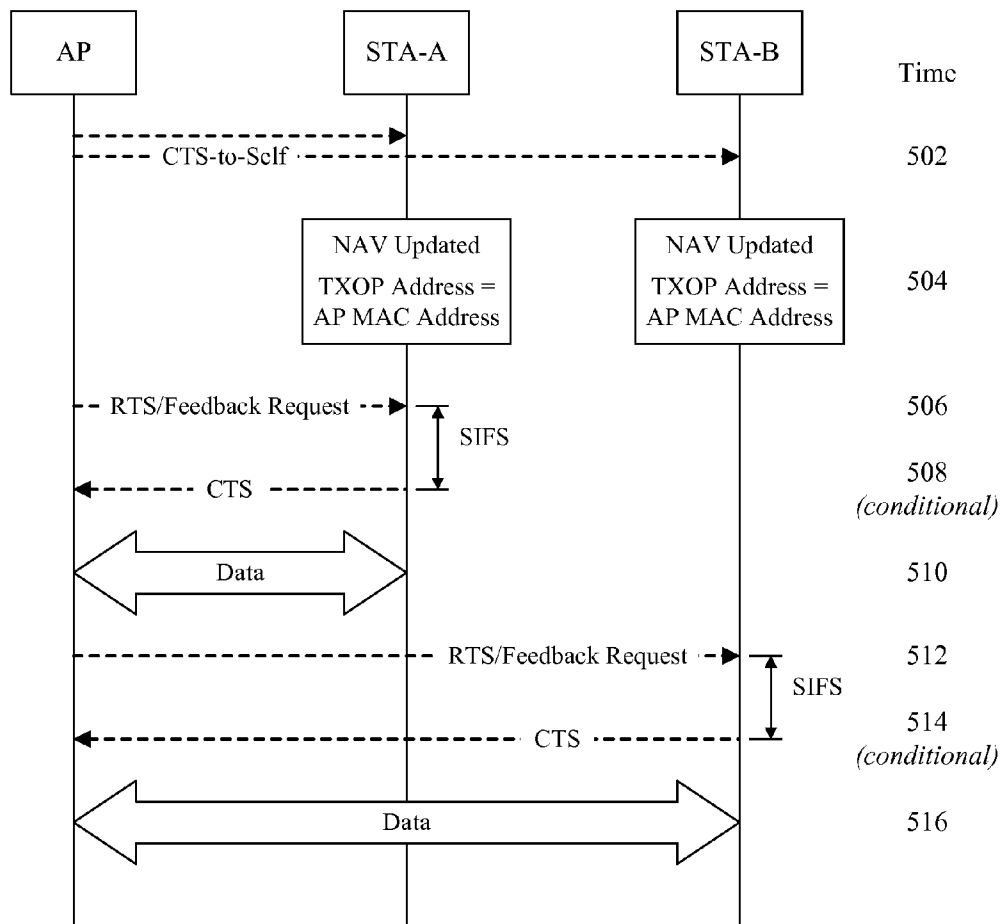 AP
STA-A
STA-B
Time
CTS-to-Self
502
NAV Updated
TXOP Address =
AP MAC Address
NAV Updated
TXOP Address =
AP MAC Address
504
RTS/Feedback Request
506
SIFS
CTS
508
(conditional)
Data
510
RTS/Feedback Request
512
SIFS
CTS
514
(conditional)
Data
516